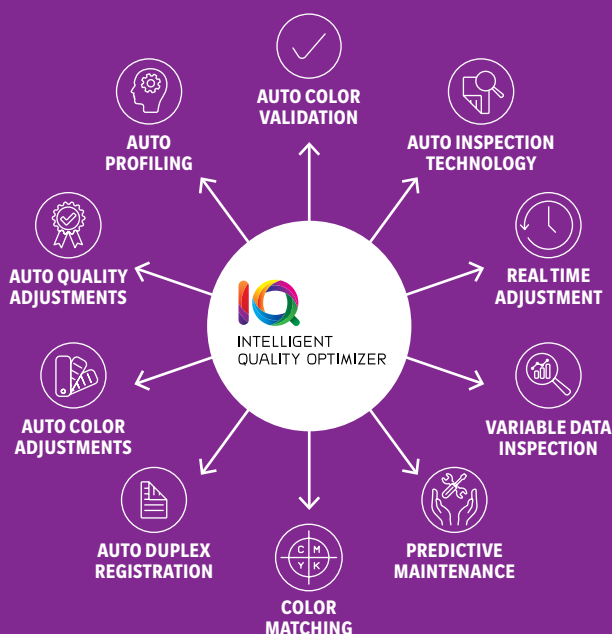 AUTO COLOR
VALIDATION
AUTO
PROFILING
AUTO INSPECTION
TECHNOLOGY
AUTO QUALITY
ADJUSTMENTS
REAL TIME
ADJUSTMENT
IQ
INTELLIGENT
QUALITY OPTIMIZER
AUTO COLOR
ADJUSTMENTS
VARIABLE DATA
INSPECTION
AUTO DUPLEX
REGISTRATION
PREDICTIVE
MAINTENANCE
C M
Y K
COLOR
MATCHING